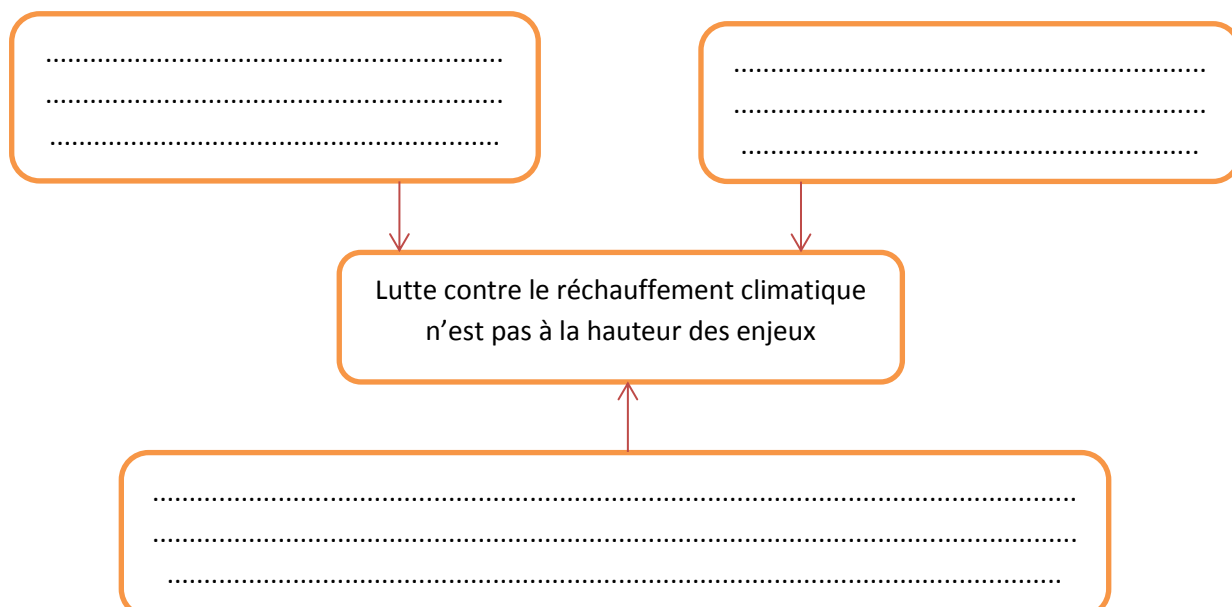 Lutte contre le réchauffement climatique
n’est pas à la hauteur des enjeux